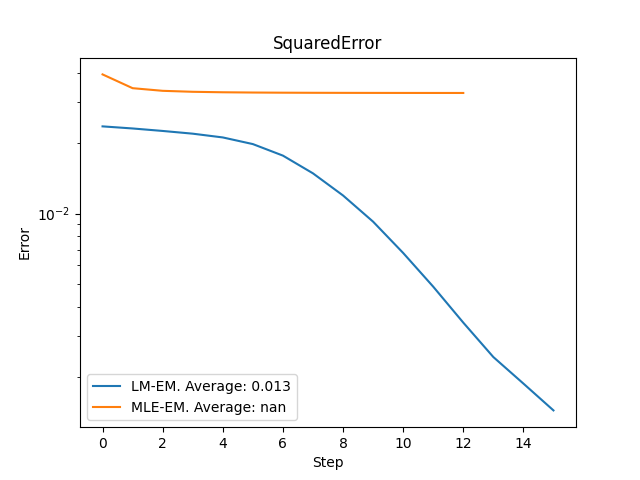 SquaredError
Error
10⁻²
LM-EM. Average: 0.013
MLE-EM. Average: nan
0 2 4 6 8 10 12 14
Step